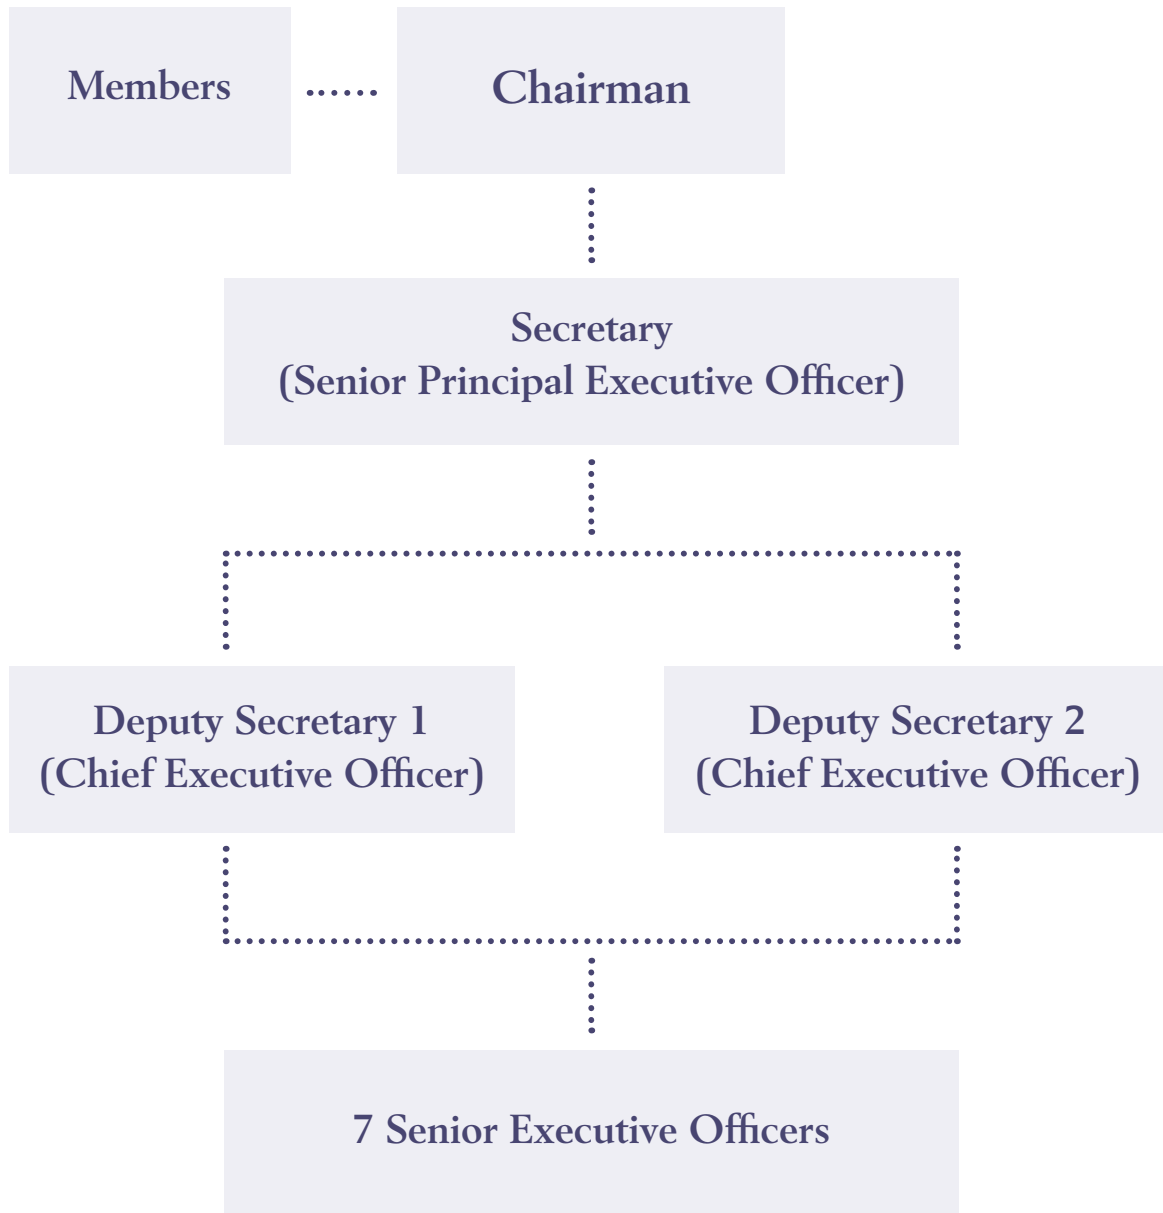 Members
Chairman
Secretary
(Senior Principal Executive Officer)
Deputy Secretary 1
(Chief Executive Officer)
Deputy Secretary 2
(Chief Executive Officer)
7 Senior Executive Officers